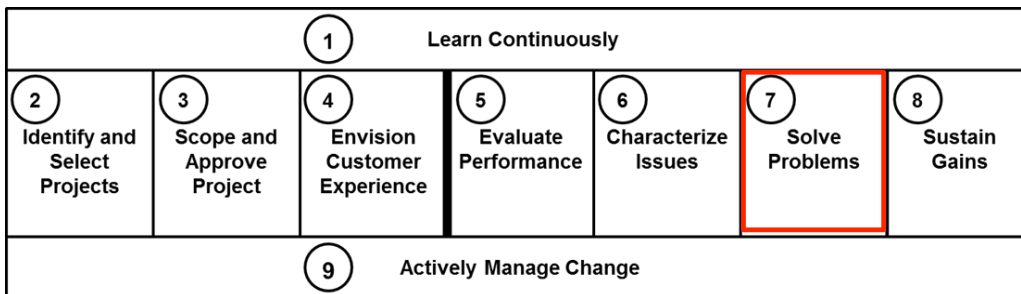 1 Learn Continuously
2
Identify and
Select
Projects
3
Scope and
Approve
Project
4
Envision
Customer
Experience
5
Evaluate
Performance
6
Characterize
Issues
7
Solve
Problems
8
Sustain
Gains
9 Actively Manage Change